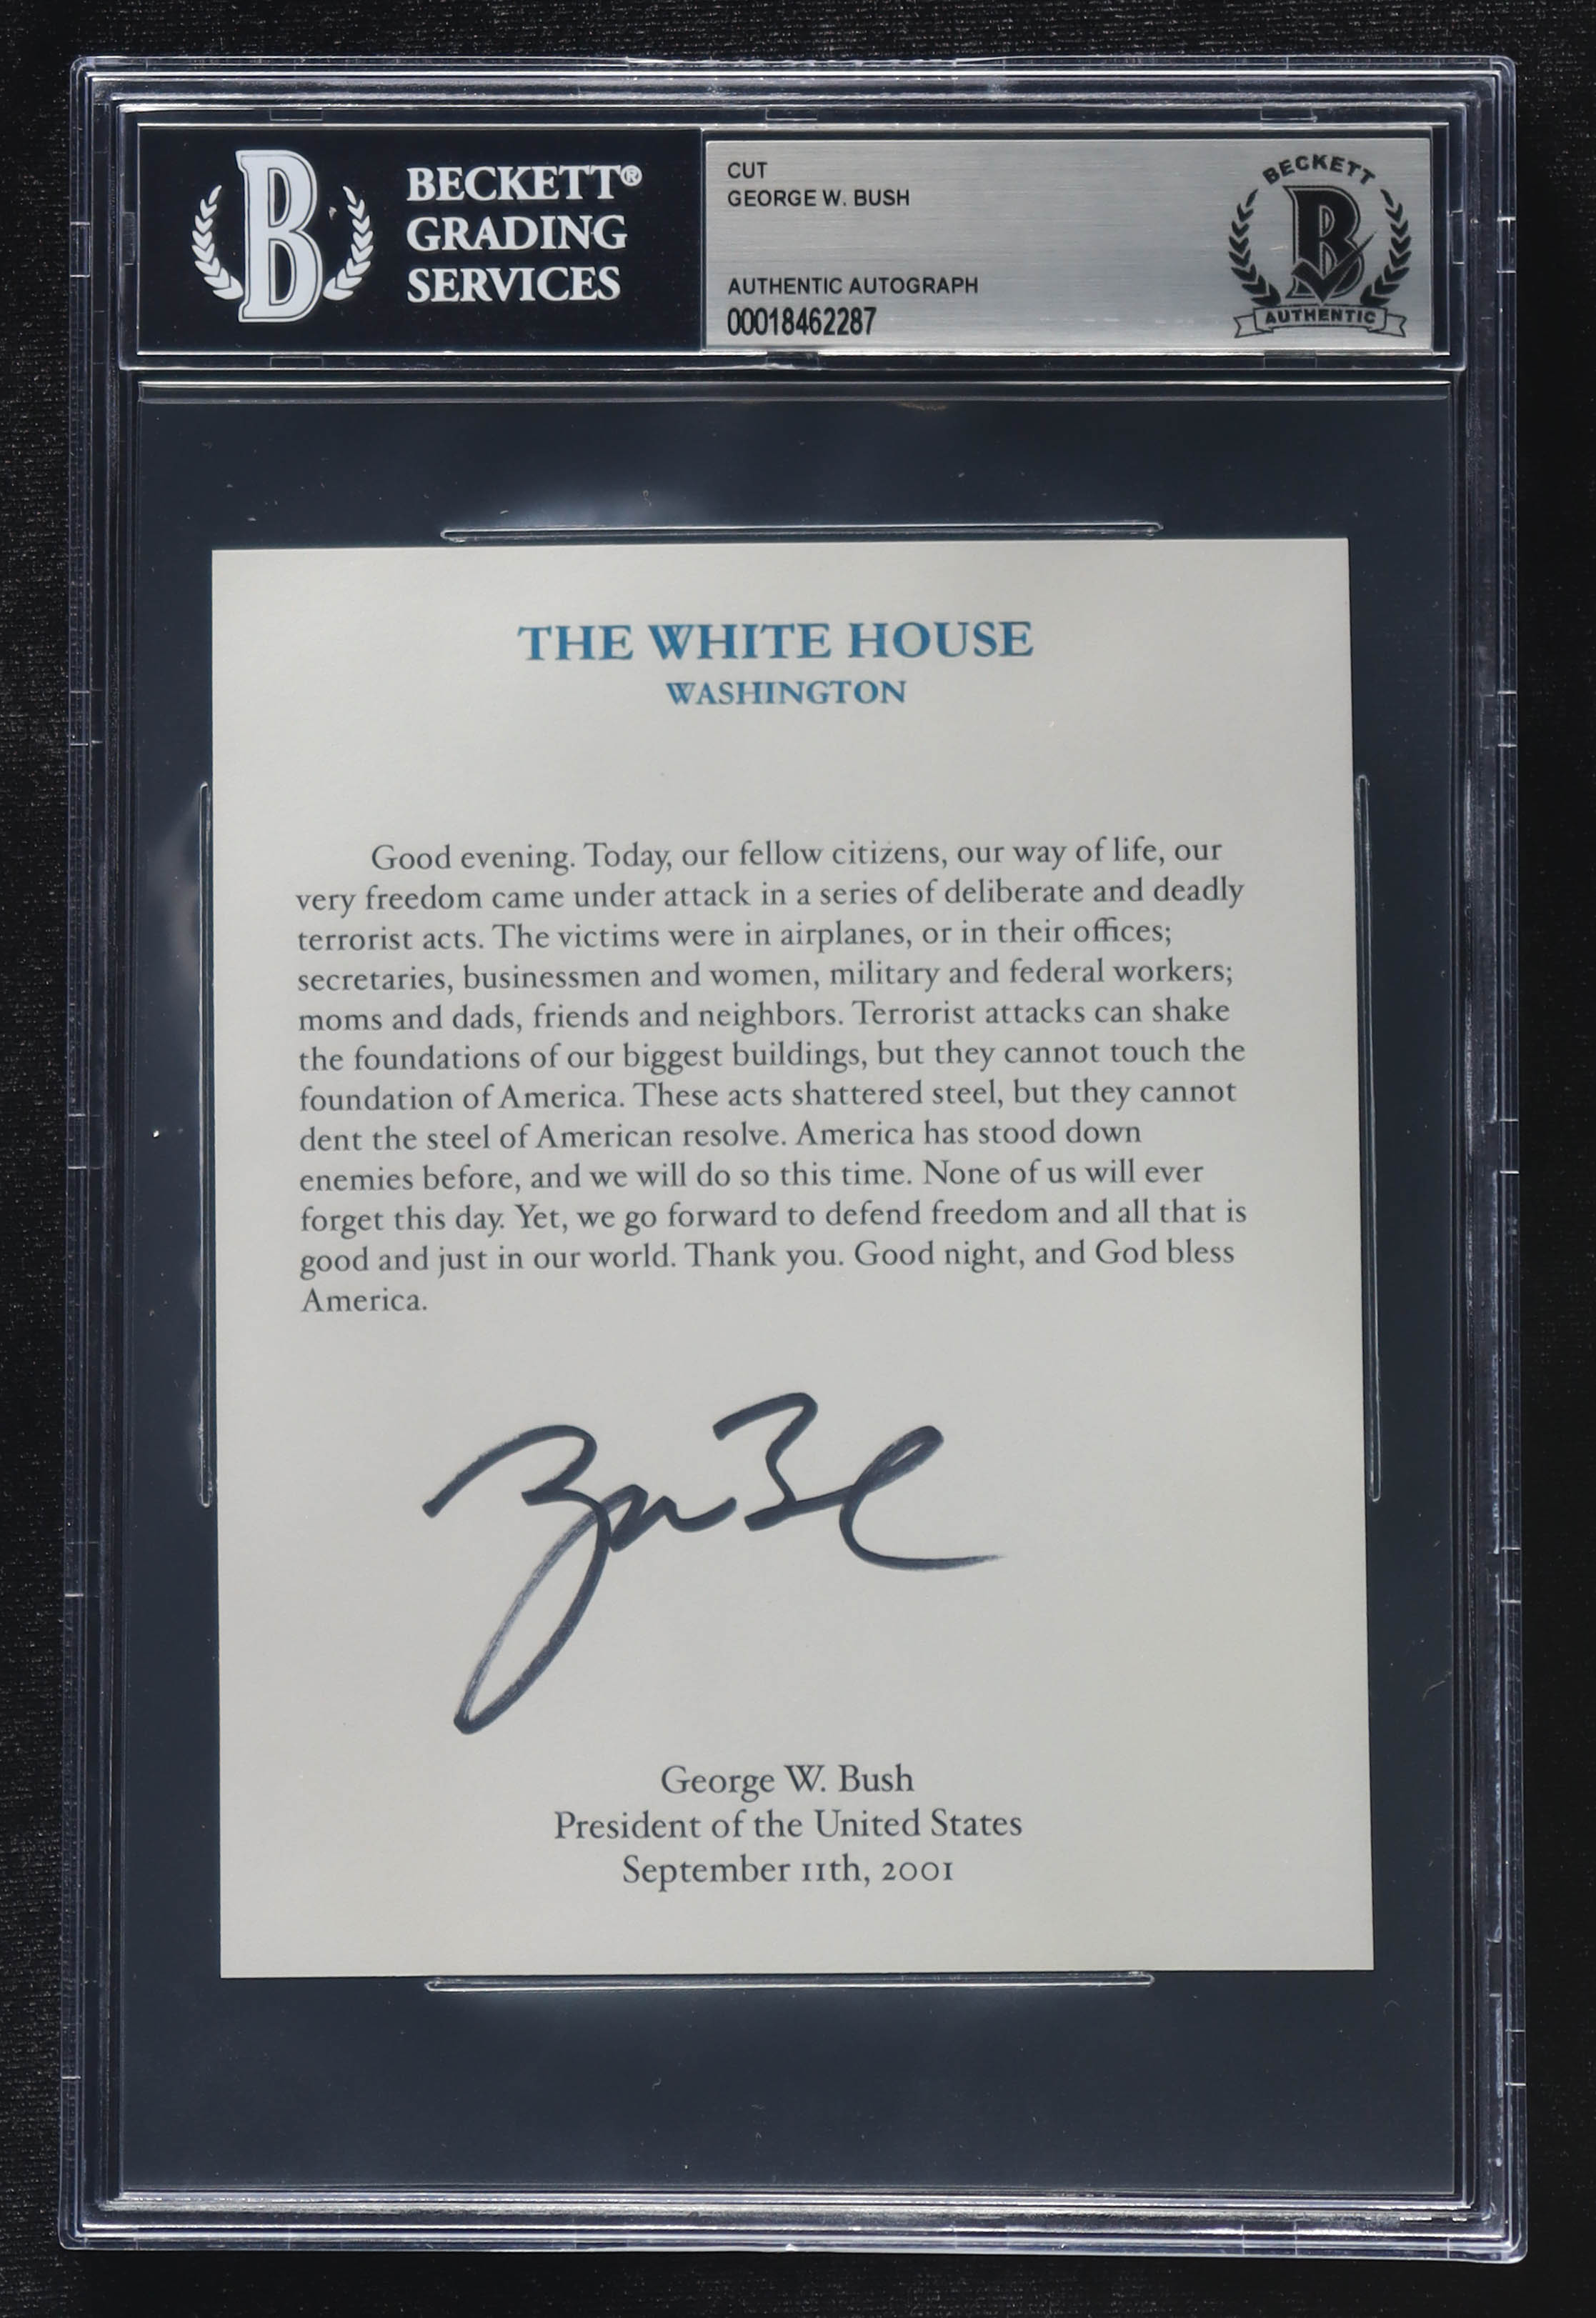 BECKETT®
GRADING
SERVICES
CUT
GEORGE W. BUSH
AUTHENTIC AUTOGRAPH
00018462287
BECKETT
B
AUTHENTIC
B
THE WHITE HOUSE
WASHINGTON
Good evening. Today, our fellow citizens, our way of life, our
very freedom came under attack in a series of deliberate and deadly
terrorist acts. The victims were in airplanes, or in their offices;
secretaries, businessmen and women, military and federal workers;
moms and dads, friends and neighbors. Terrorist attacks can shake
the foundations of our biggest buildings, but they cannot touch the
foundation of America. These acts shattered steel, but they cannot
dent the steel of American resolve. America has stood down
enemies before, and we will do so this time. None of us will ever
forget this day. Yet, we go forward to defend freedom and all that is
good and just in our world. Thank you. Good night, and God bless
America.
George W. Bush
President of the United States
September 11th, 2001